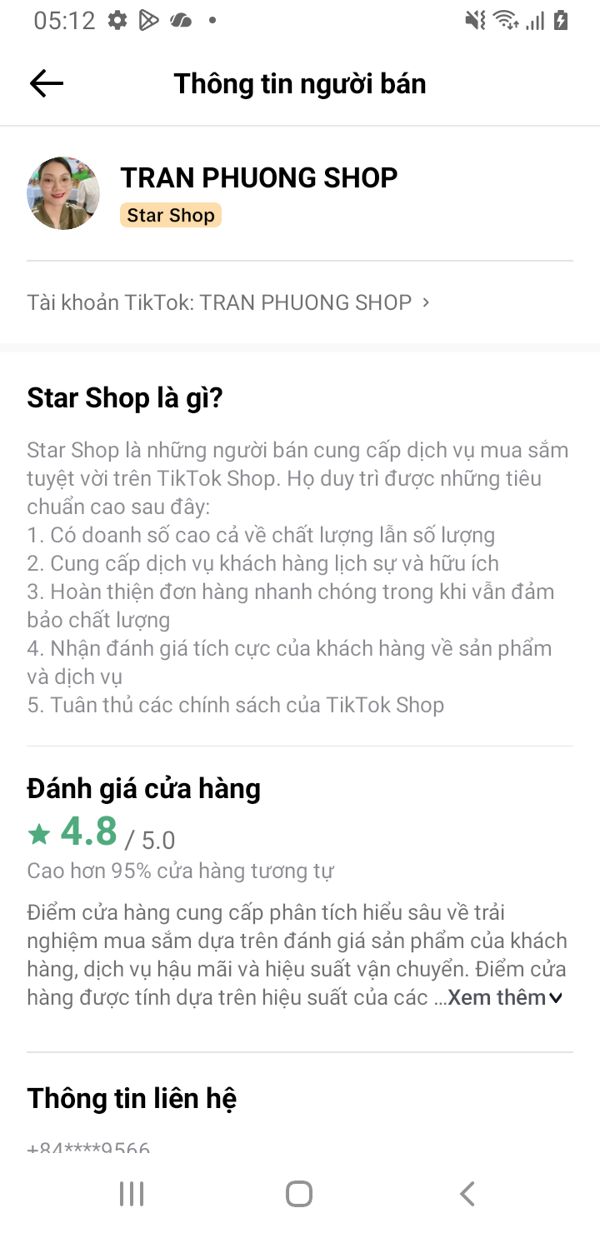 05:12
Thông tin người bán
TRAN PHUONG SHOP
Star Shop
Tài khoản TikTok: TRAN PHUONG SHOP >
Star Shop là gì?
Star Shop là những người bán cung cấp dịch vụ mua sắm
tuyệt vời trên TikTok Shop. Họ duy trì được những tiêu
chuẩn cao sau đây:
1. Có doanh số cao cả về chất lượng lẫn số lượng
2. Cung cấp dịch vụ khách hàng lịch sự và hữu ích
3. Hoàn thiện đơn hàng nhanh chóng trong khi vẫn đảm
bảo chất lượng
4. Nhận đánh giá tích cực của khách hàng về sản phẩm
và dịch vụ
5. Tuân thủ các chính sách của TikTok Shop
Đánh giá cửa hàng
4.8 / 5.0
Cao hơn 95% cửa hàng tương tự
Điểm cửa hàng cung cấp phân tích hiểu sâu về trải
nghiệm mua sắm dựa trên đánh giá sản phẩm của khách
hàng, dịch vụ hậu mãi và hiệu suất vận chuyển. Điểm cửa
hàng được tính dựa trên hiệu suất của các ...Xem thêm
Thông tin liên hệ
+84****9566